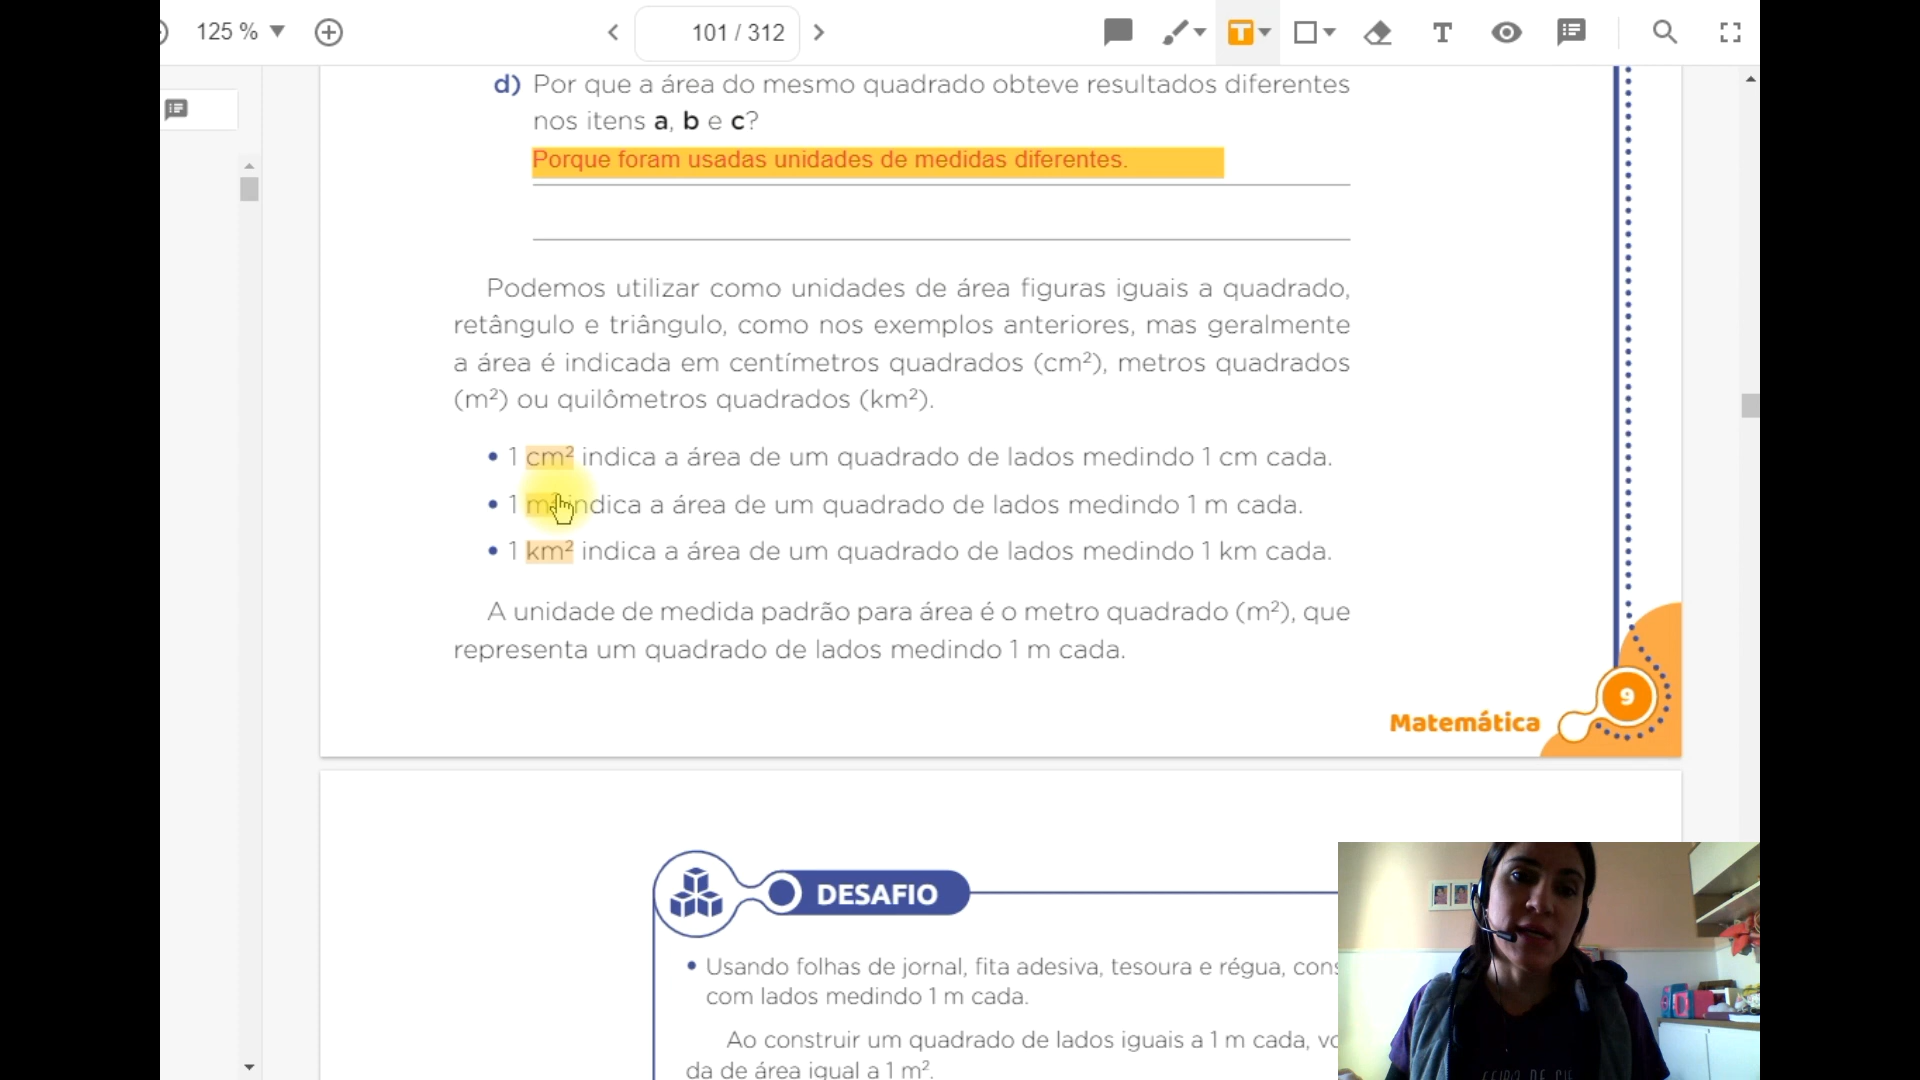 125 %
101 / 312
T
T
d) Por que a área do mesmo quadrado obteve resultados diferentes
nos itens a, b e c?
Porque foram usadas unidades de medidas diferentes.
Podemos utilizar como unidades de área figuras iguais a quadrado,
retângulo e triângulo, como nos exemplos anteriores, mas geralmente
a área é indicada em centímetros quadrados (cm²), metros quadrados
(m²) ou quilômetros quadrados (km²).
• 1 cm² indica a área de um quadrado de lados medindo 1 cm cada.
• 1 m² indica a área de um quadrado de lados medindo 1 m cada.
• 1 km² indica a área de um quadrado de lados medindo 1 km cada.
A unidade de medida padrão para área é o metro quadrado (m²), que
representa um quadrado de lados medindo 1 m cada.
Matemática 9
DESAFIO
• Usando folhas de jornal, fita adesiva, tesoura e régua, cons
com lados medindo 1 m cada.
Ao construir um quadrado de lados iguais a 1 m cada, vo
da de área igual a 1 m².